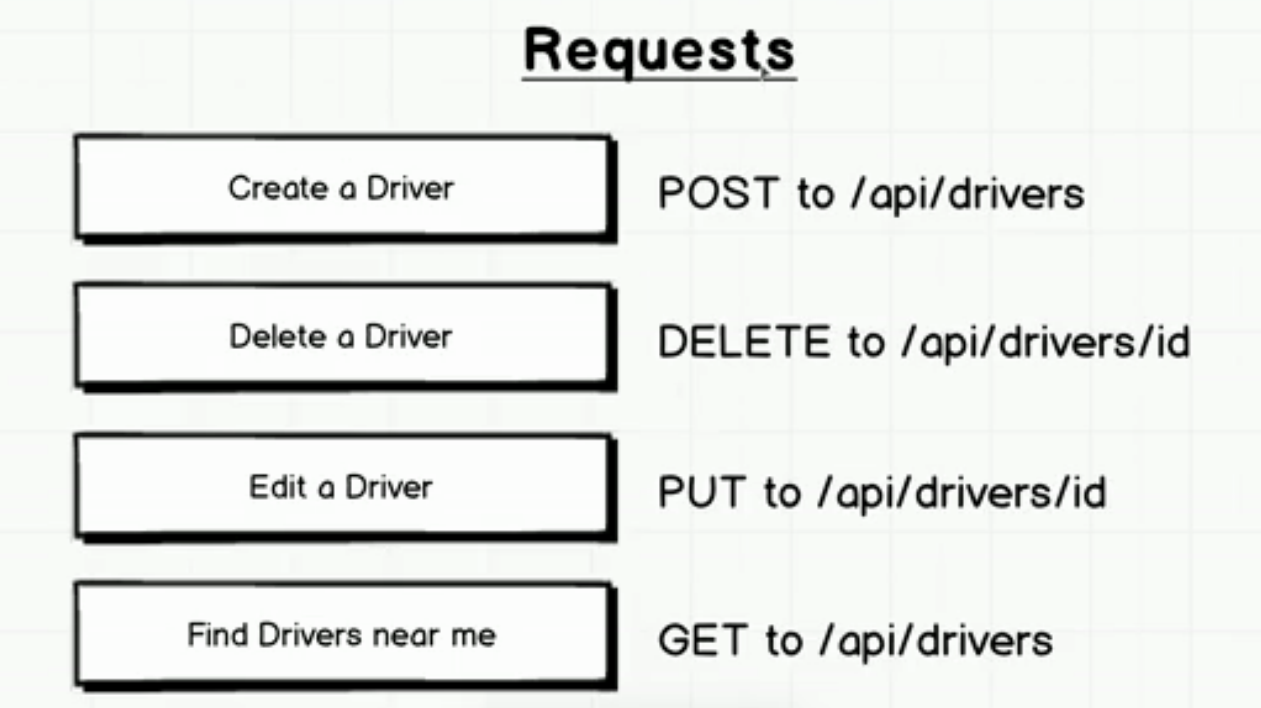 Requests
Create a Driver
POST to /api/drivers
Delete a Driver
DELETE to /api/drivers/id
Edit a Driver
PUT to /api/drivers/id
Find Drivers near me
GET to /api/drivers